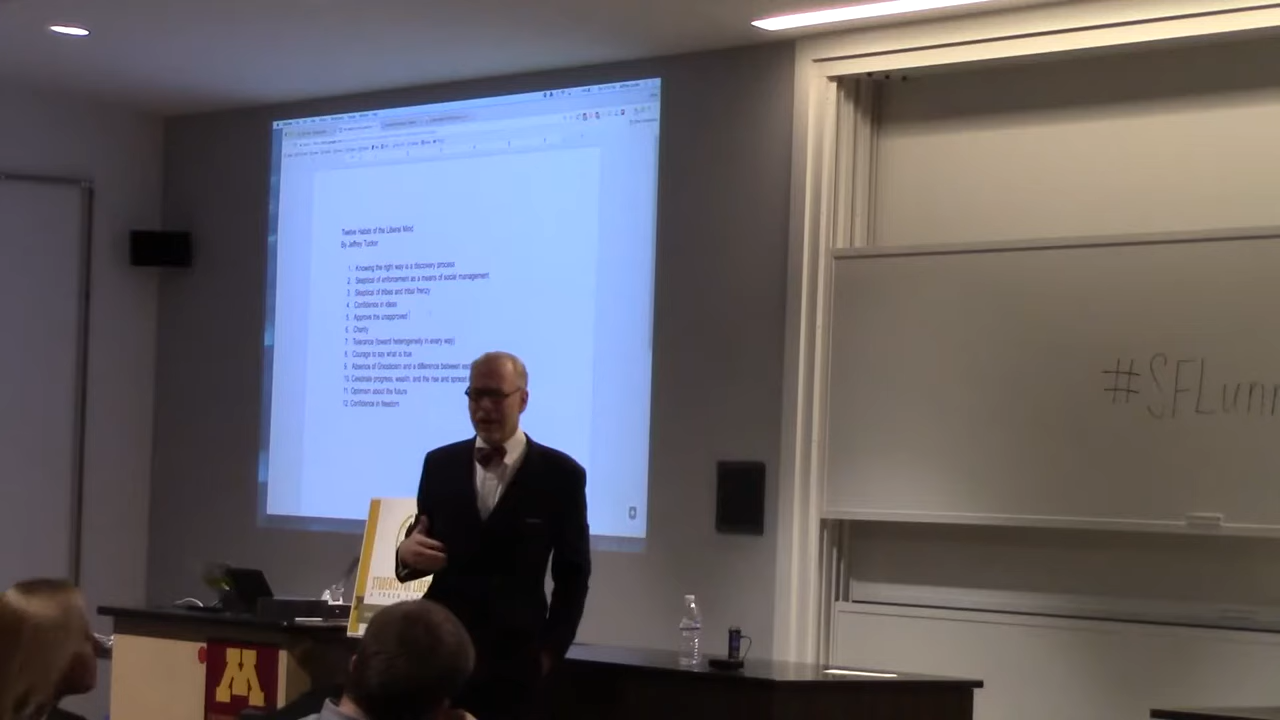 Twelve Habits of the Liberal Mind
By Jeffrey Tucker
1. Knowing the right way is a discovery process
2. Skeptical of enforcement as a means of social management
3. Skeptical of tribes and tribal frenzy
4. Confidence in ideas
5. Approve the unapproved
6. Charity
7. Tolerance (toward heterogeneity in every way)
8. Courage to say what is true
9. Absence of Gnosticism and a difference between
10. Celebrate progress, wealth, and the rise and spread
11. Optimism about the future
12. Confidence in freedom
#SFLunm
STUDENTS FOR LIBE
A FREE
M